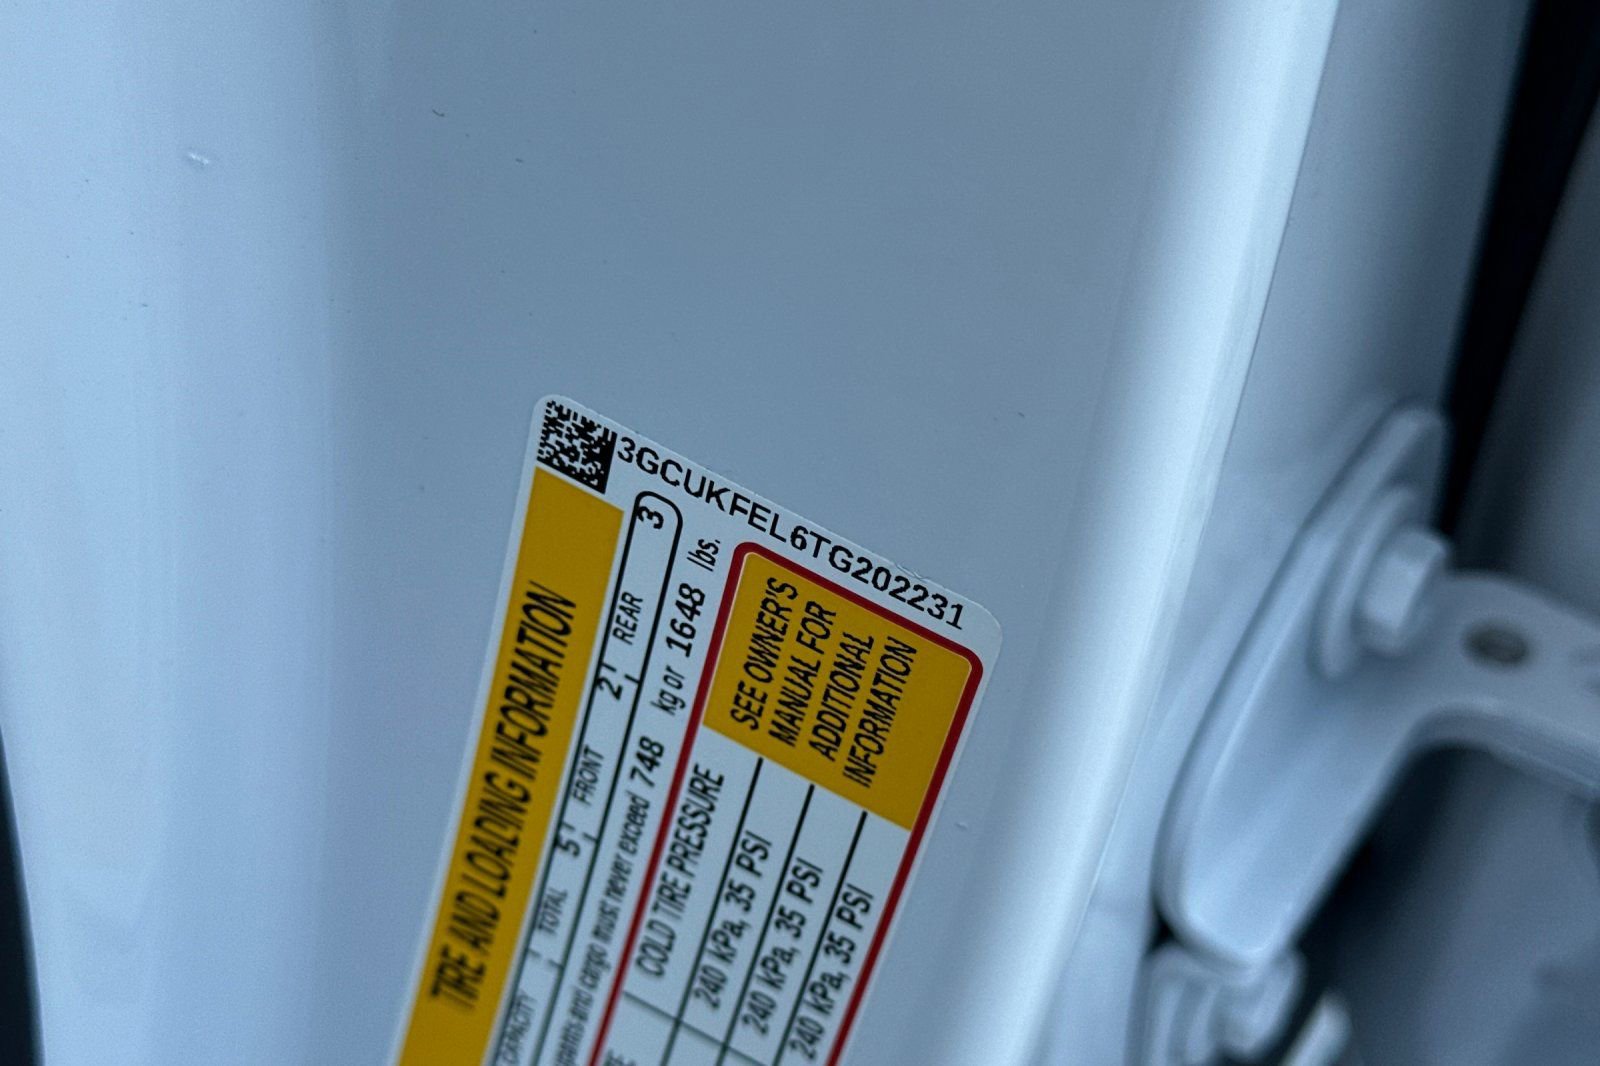 3GCUKFEL6TG202231
TIRE AND LOADING INFORMATION
CAPACITY TOTAL 5 FRONT 2 REAR 3
and cargo must never exceed 748 kg or 1648 lbs.
COLD TIRE PRESSURE
240 kPa, 35 PSI
240 kPa, 35 PSI
240 kPa, 35 PSI
SEE OWNER'S
MANUAL FOR
ADDITIONAL
INFORMATION